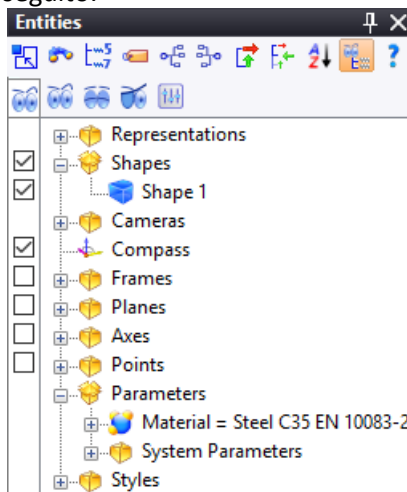 seguito.
Entities
Representations
Shapes
Shape 1
Cameras
Compass
Frames
Planes
Axes
Points
Parameters
Material = Steel C35 EN 10083-2
System Parameters
Styles